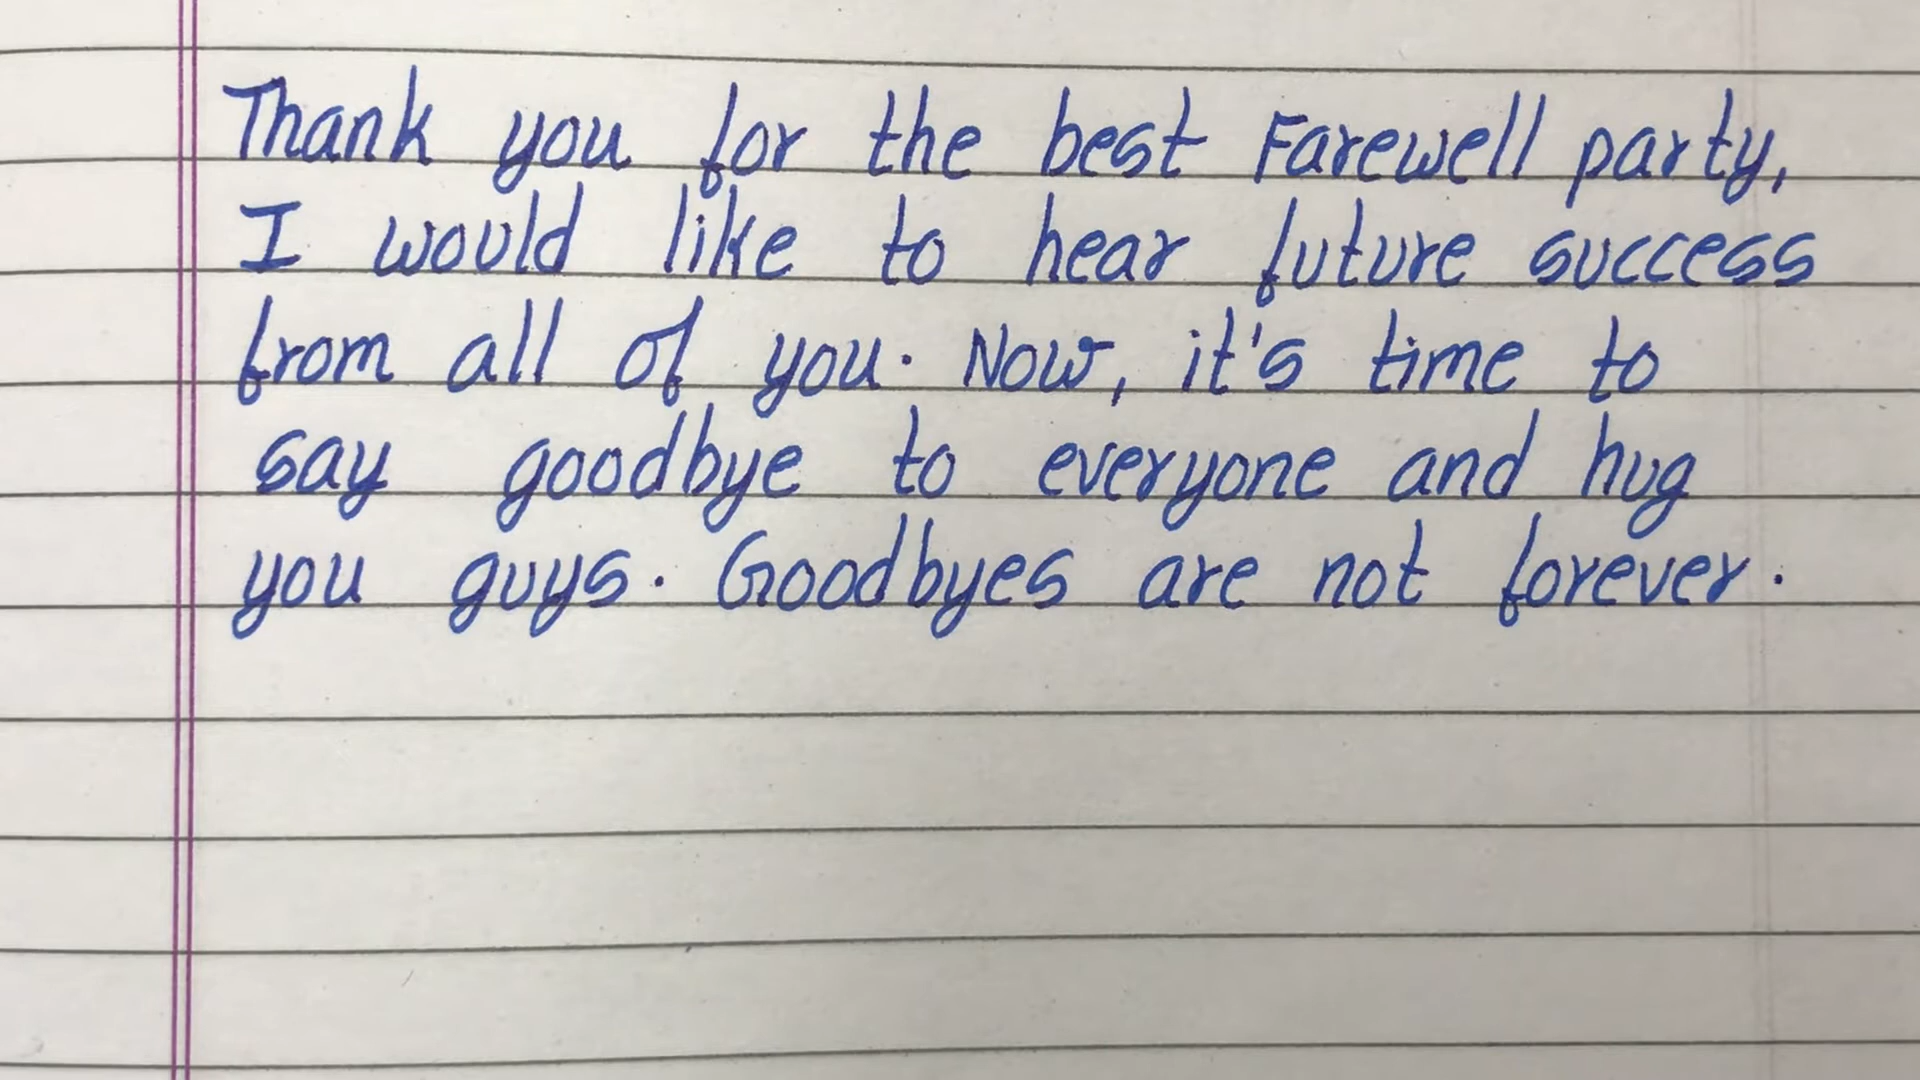 Thank you for the best Farewell party,
I would like to hear future success
from all of you. Now, it's time to
say goodbye to everyone and hug
you guys. Goodbyes are not forever.